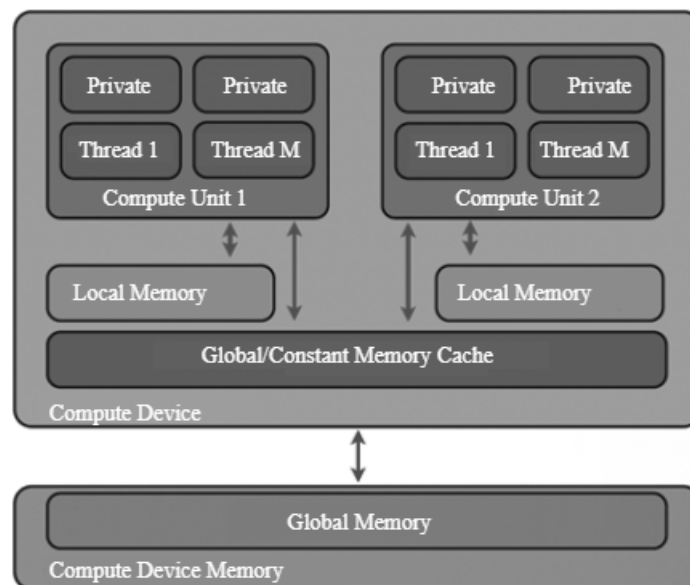 Private Private Private Private
Thread 1 Thread M Thread 1 Thread M
Compute Unit 1 Compute Unit 2
Local Memory Local Memory
Global/Constant Memory Cache
Compute Device
Global Memory
Compute Device Memory